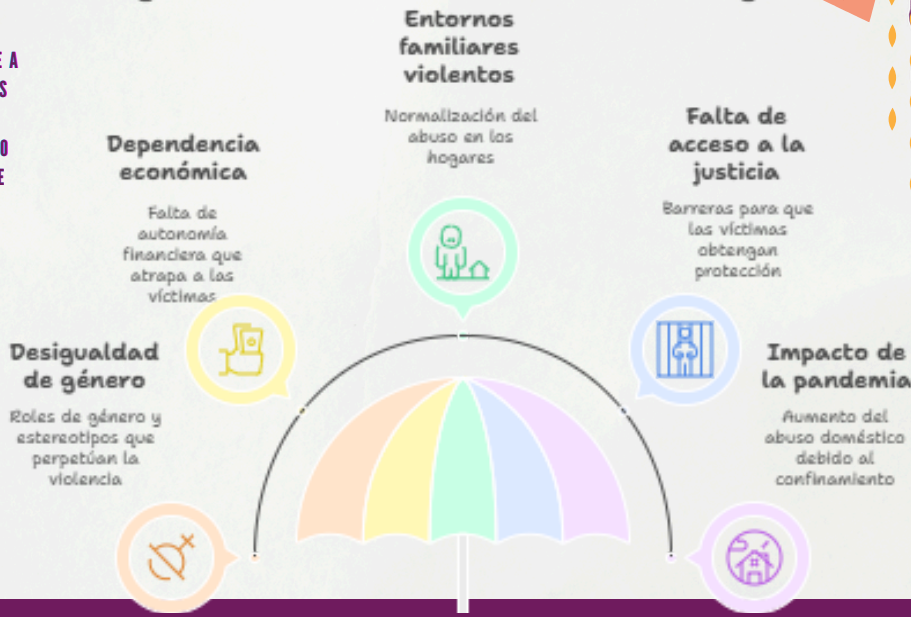 E A
S
O
E
Entornos
familiares
violentos
Normalización del
abuso en los
hogares
Dependencia
económica
Falta de
autonomía
financiera que
atrapa a las
víctimas
Falta de
acceso a la
justicia
Barreras para que
las víctimas
obtengan
protección
Desigualdad
de género
Roles de género y
estereotipos que
perpetúan la
violencia
Impacto de
la pandemia
Aumento del
abuso doméstico
debido al
confinamiento